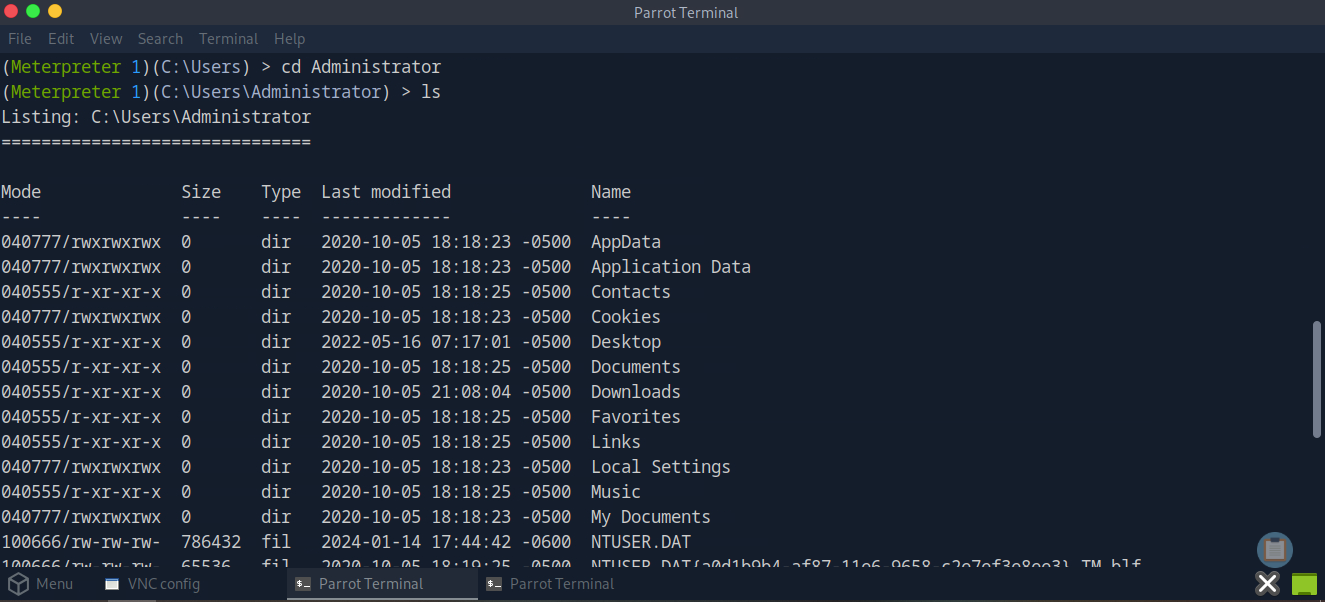 Parrot Terminal
File Edit View Search Terminal Help
(Meterpreter 1)(C:\Users) > cd Administrator
(Meterpreter 1)(C:\Users\Administrator) > ls
Listing: C:\Users\Administrator
===============================
Mode Size Type Last modified Name
---- ---- ---- ------------- ----
040777/rwxrwxrwx 0 dir 2020-10-05 18:18:23 -0500 AppData
040777/rwxrwxrwx 0 dir 2020-10-05 18:18:23 -0500 Application Data
040555/r-xr-xr-x 0 dir 2020-10-05 18:18:25 -0500 Contacts
040777/rwxrwxrwx 0 dir 2020-10-05 18:18:23 -0500 Cookies
040555/r-xr-xr-x 0 dir 2022-05-16 07:17:01 -0500 Desktop
040555/r-xr-xr-x 0 dir 2020-10-05 18:18:25 -0500 Documents
040555/r-xr-xr-x 0 dir 2020-10-05 21:08:04 -0500 Downloads
040555/r-xr-xr-x 0 dir 2020-10-05 18:18:25 -0500 Favorites
040555/r-xr-xr-x 0 dir 2020-10-05 18:18:25 -0500 Links
040777/rwxrwxrwx 0 dir 2020-10-05 18:18:23 -0500 Local Settings
040555/r-xr-xr-x 0 dir 2020-10-05 18:18:25 -0500 Music
040777/rwxrwxrwx 0 dir 2020-10-05 18:18:23 -0500 My Documents
100666/rw-rw-rw- 786432 fil 2024-01-14 17:44:42 -0600 NTUSER.DAT
100666/rw-rw-rw- 65536 fil 2020-10-05 18:19:25 -0500
Menu VNC config Parrot Terminal Parrot Terminal